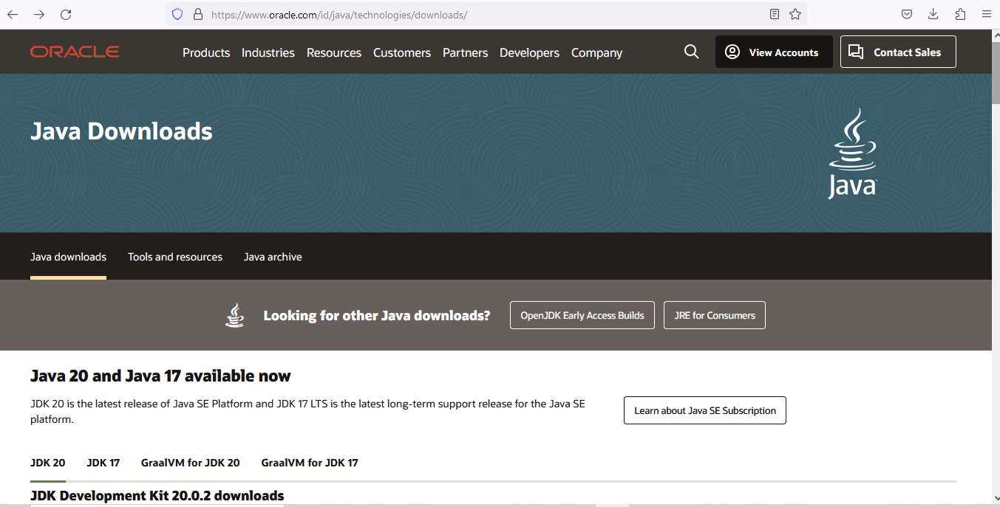 https://www.oracle.com/id/java/technologies/downloads/
ORACLE
Products Industries Resources Customers Partners Developers Company
View Accounts
Contact Sales
Java Downloads
Java
Java downloads Tools and resources Java archive
Looking for other Java downloads?
OpenJDK Early Access Builds
JRE for Consumers
Java 20 and Java 17 available now
JDK 20 is the latest release of Java SE Platform and JDK 17 LTS is the latest long-term support release for the Java SE
platform.
Learn about Java SE Subscription
JDK 20 JDK 17 GraalVM for JDK 20 GraalVM for JDK 17
JDK Development Kit 20.0.2 downloads